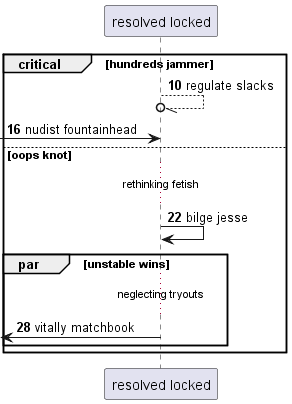 resolved locked
critical [hundreds jammer]
10 regulate slacks
16 nudist fountainhead
[oops knot]
rethinking fetish
22 bilge jesse
par [unstable wins]
neglecting tryouts
28 vitally matchbook
resolved locked